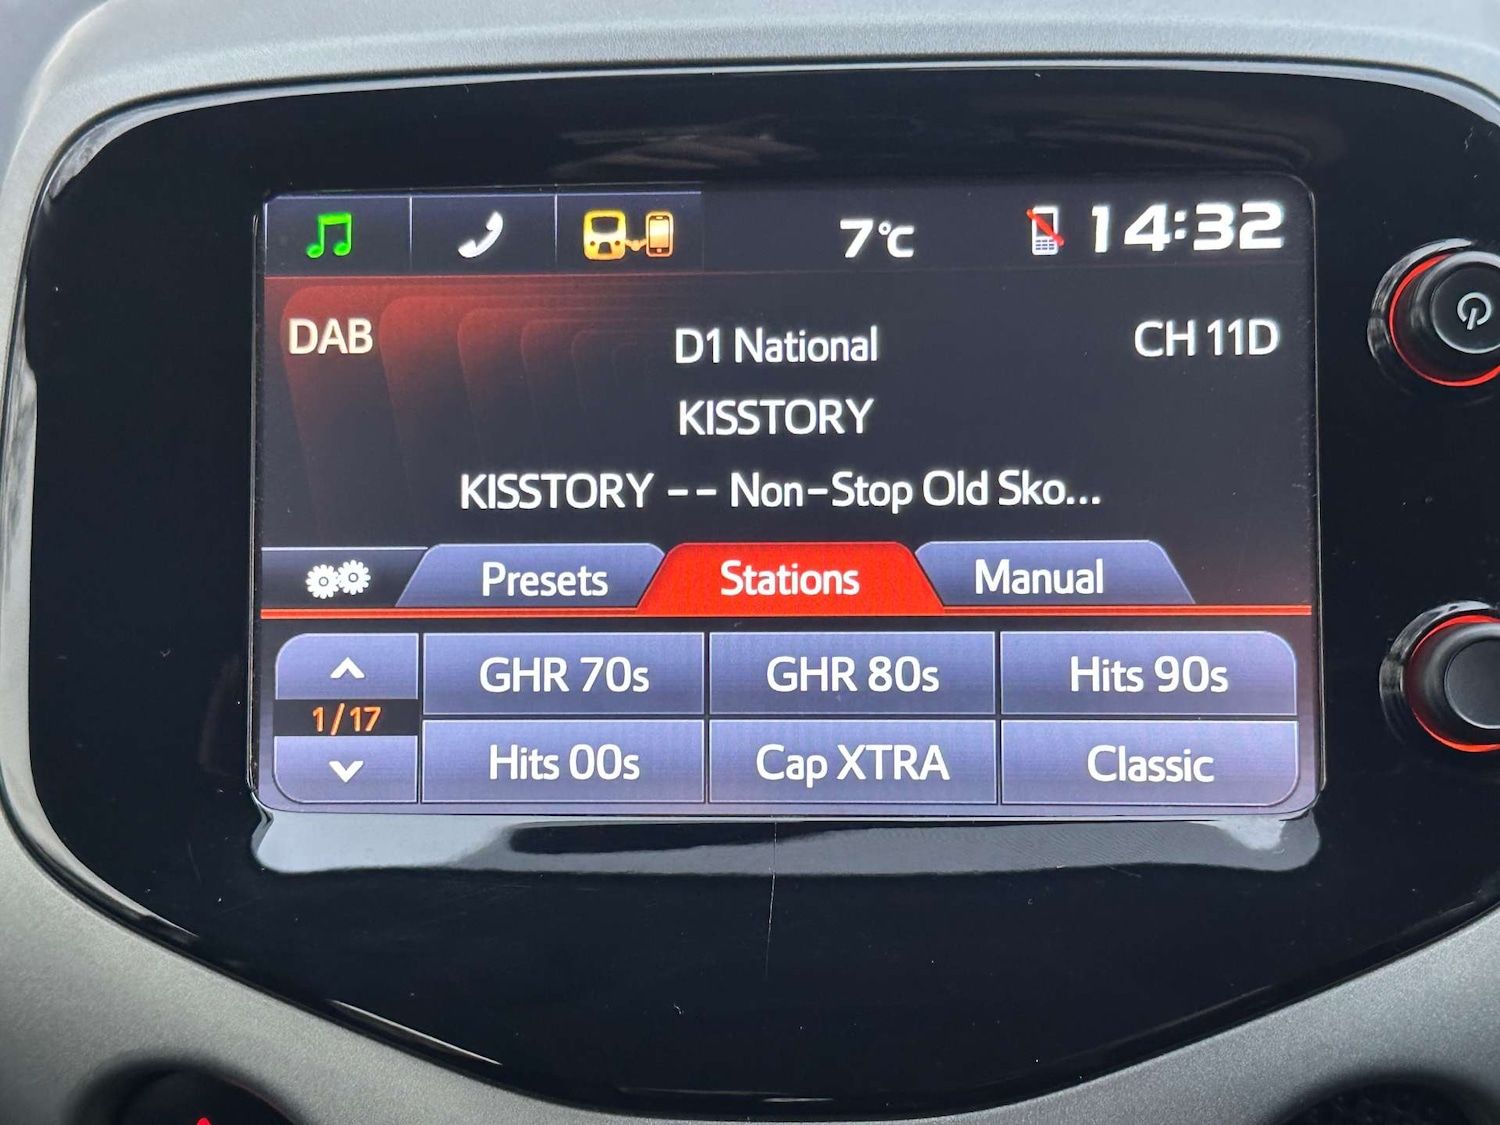 7°C 14:32
DAB D1 National CH 11D
KISSTORY
KISSTORY -- Non-Stop Old Sko...
Presets Stations Manual
GHR 70s GHR 80s Hits 90s
1/17
Hits 00s Cap XTRA Classic